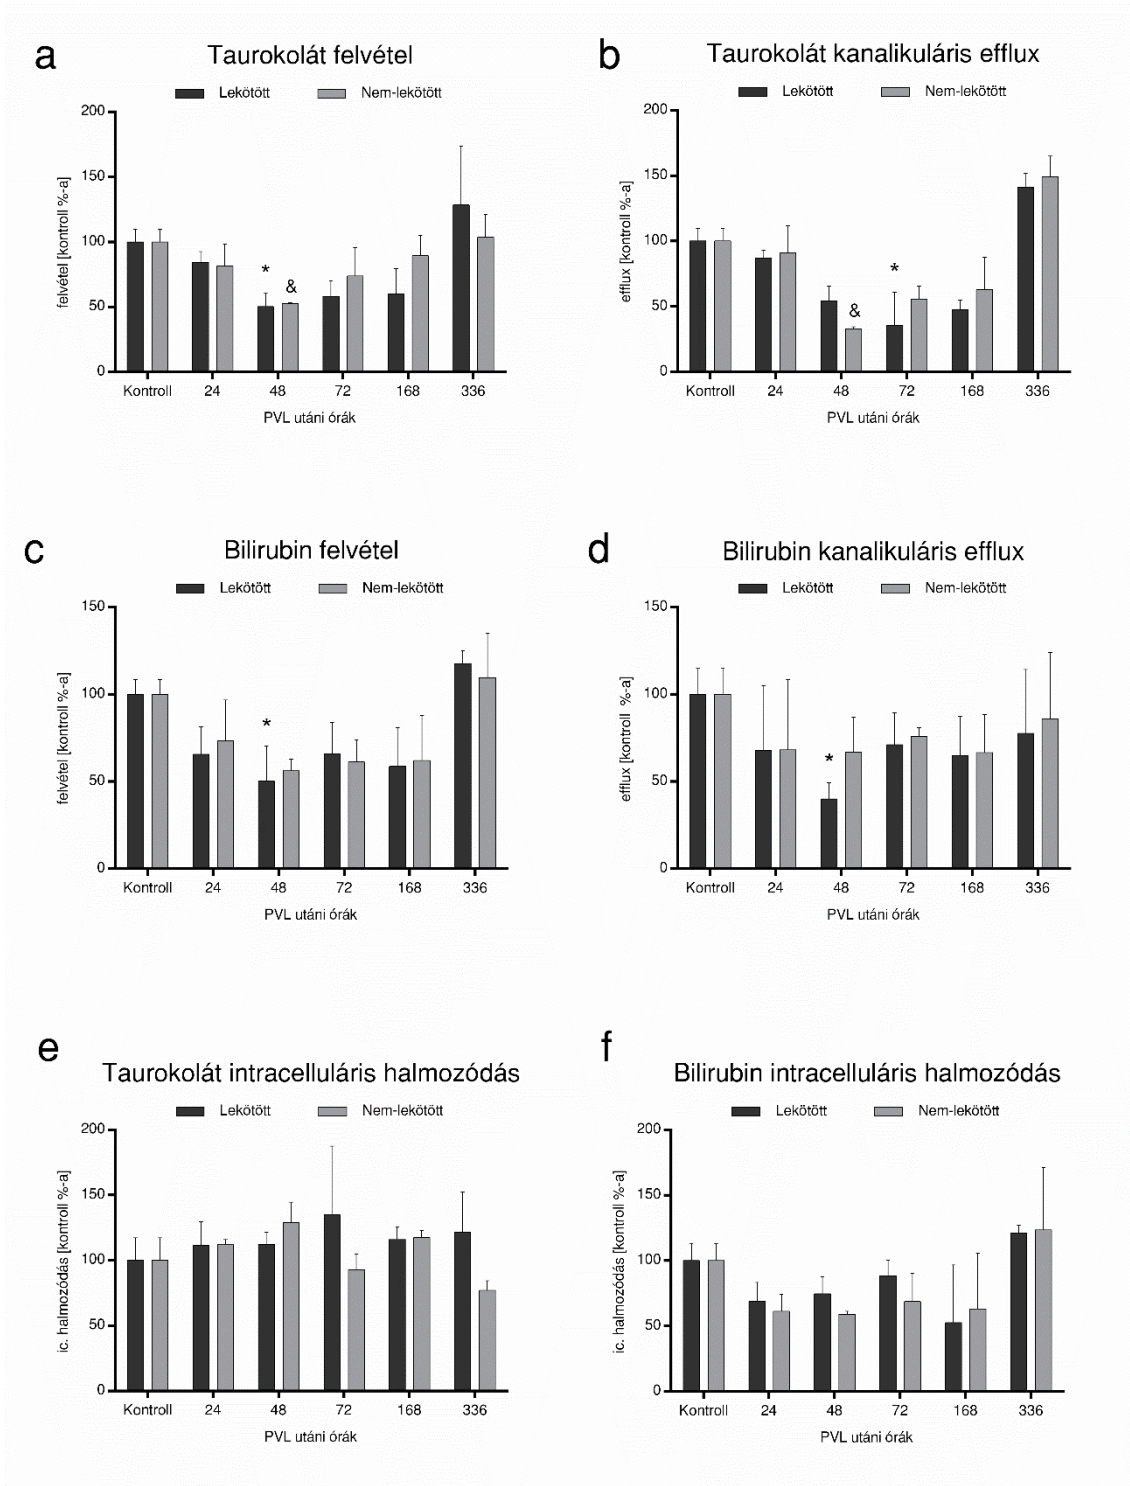 a
Taurokolát felvétel
Lekötött
Nem-lekötött
felvétel [kontroll %-a]
200
150
100
50
0
*
&
Kontroll 24 48 72 168 336
PVL utáni órák
b
Taurokolát kanalikuláris efflux
Lekötött
Nem-lekötött
efflux [kontroll %-a]
200
150
100
50
0
&
*
Kontroll 24 48 72 168 336
PVL utáni órák
c
Bilirubin felvétel
Lekötött
Nem-lekötött
felvétel [kontroll %-a]
150
100
50
0
*
Kontroll 24 48 72 168 336
PVL utáni órák
d
Bilirubin kanalikuláris efflux
Lekötött
Nem-lekötött
efflux [kontroll %-a]
150
100
50
0
*
Kontroll 24 48 72 168 336
PVL utáni órák
e
Taurokolát intracelluláris halmozódás
Lekötött
Nem-lekötött
ic. halmozódás [kontroll %-a]
200
150
100
50
0
Kontroll 24 48 72 168 336
PVL utáni órák
f
Bilirubin intracelluláris halmozódás
Lekötött
Nem-lekötött
ic. halmozódás [kontroll %-a]
200
150
100
50
0
Kontroll 24 48 72 168 336
PVL utáni órák